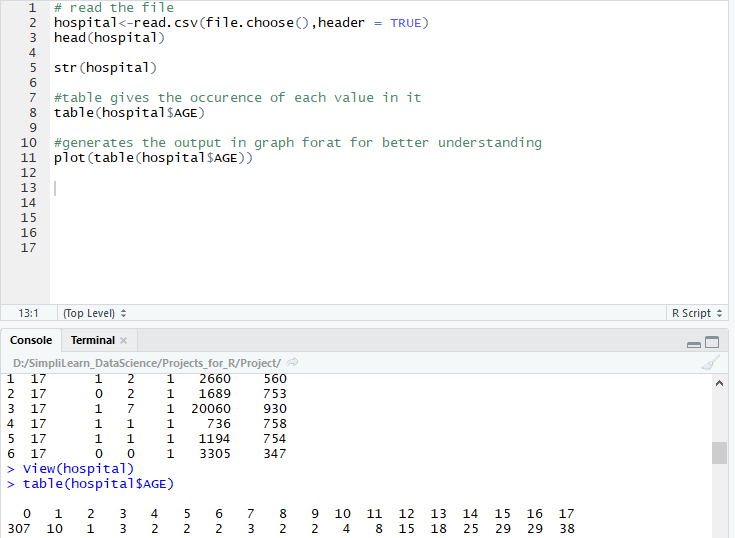 1 # read the file
2 hospital<-read.csv(file.choose(),header = TRUE)
3 head(hospital)
4
5 str(hospital)
6
7 #table gives the occurence of each value in it
8 table(hospital$AGE)
9
10 #generates the output in graph forat for better understanding
11 plot(table(hospital$AGE))
12
13
14
15
16
17
13:1 (Top Level) R Script
Console Terminal
D:/SimpliLearn_DataScience/Projects_for_R/Project/
1 17 1 2 1 2660 560
2 17 0 2 1 1689 753
3 17 1 7 1 20060 930
4 17 1 1 1 736 758
5 17 1 1 1 1194 754
6 17 0 0 1 3305 347
> View(hospital)
> table(hospital$AGE)
0 1 2 3 4 5 6 7 8 9 10 11 12 13 14 15 16 17
307 10 1 3 2 2 2 3 2 2 4 8 15 18 25 29 29 38